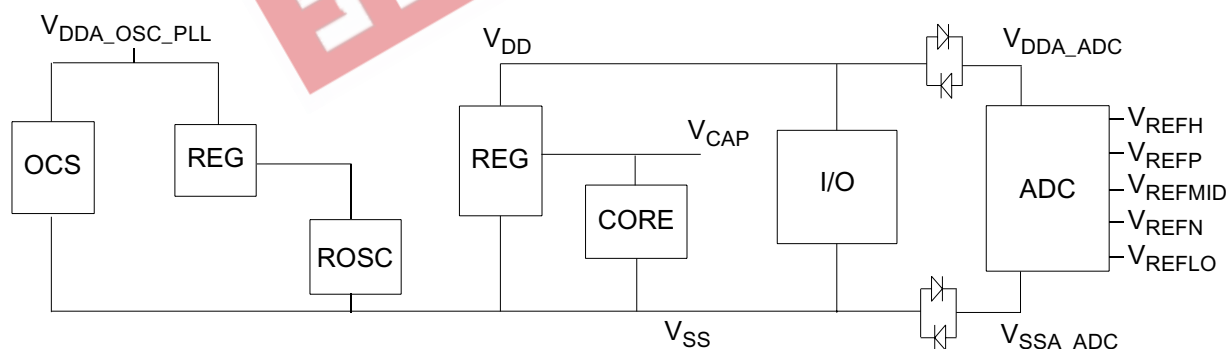 VDDA_OSC_PLL
VDD
VDDA_ADC
OCS
REG
REG
VCAP
I/O
ADC
VREFH
VREFP
VREFMID
VREFN
VREFLO
CORE
ROSC
VSS
VSSA_ADC